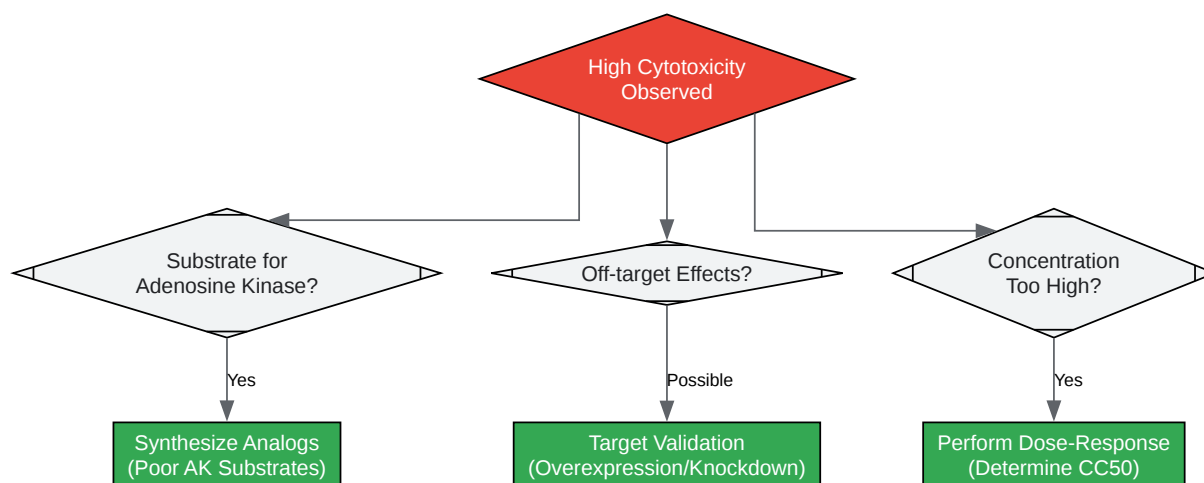 High Cytotoxicity
Observed
Substrate for
Adenosine Kinase?
Off-target Effects?
Concentration
Too High?
Yes
Possible
Yes
Synthesize Analogs
(Poor AK Substrates)
Target Validation
(Overexpression/Knockdown)
Perform Dose-Response
(Determine CC50)